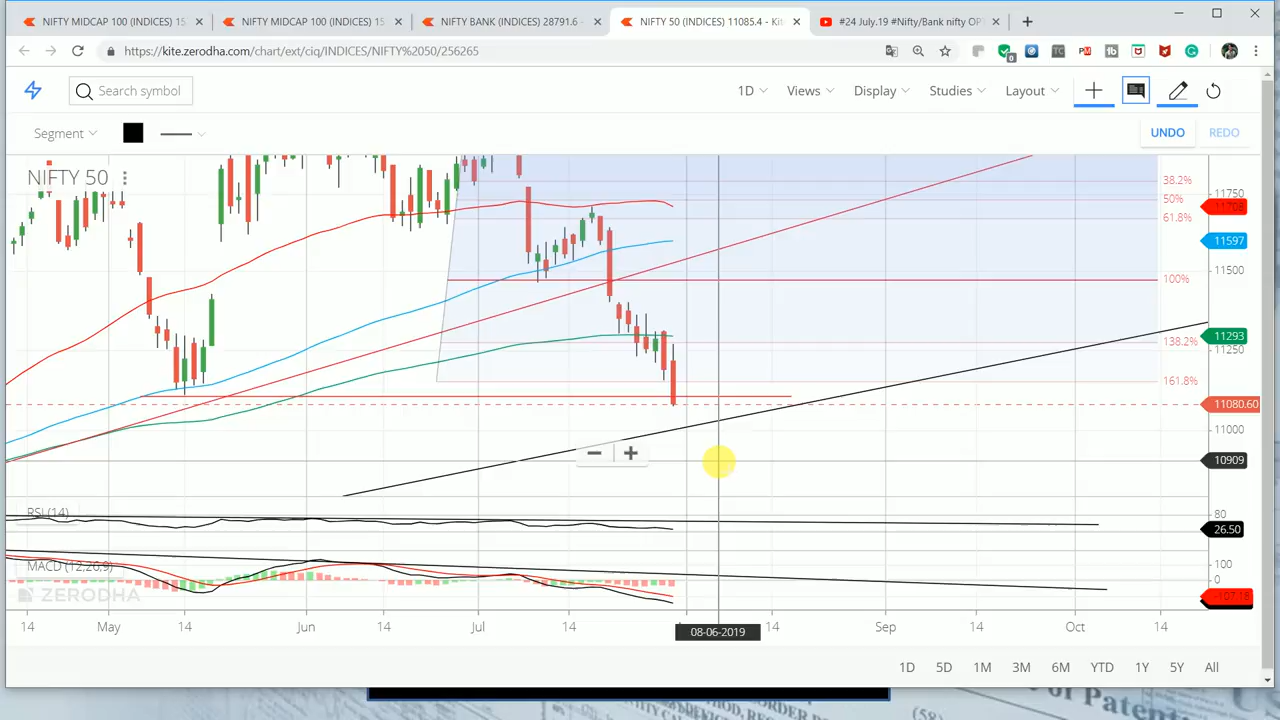 NIFTY MIDCAP 100 (INDICES) 15
NIFTY MIDCAP 100 (INDICES) 15
NIFTY BANK (INDICES) 28791.6 -
NIFTY 50 (INDICES) 11085.4 - Kite
#24 July.19 #Nifty/Bank nifty OPT
https://kite.zerodha.com/chart/ext/ciq/INDICES/NIFTY%2050/256265
Search symbol
1D
Views
Display
Studies
Layout
Segment
UNDO
REDO
NIFTY 50
38.2%
50%
61.8%
100%
138.2%
161.8%
11750
11708
11597
11500
11293
11250
11080.60
11000
10909
RSI (14)
80
26.50
MACD (12,26,9)
100
0
-107.18
ZERODHA
14
May
14
Jun
Jul
14
08-06-2019
14
Sep
14
Oct
14
1D
5D
1M
3M
6M
YTD
1Y
5Y
All
of Patent
(58)